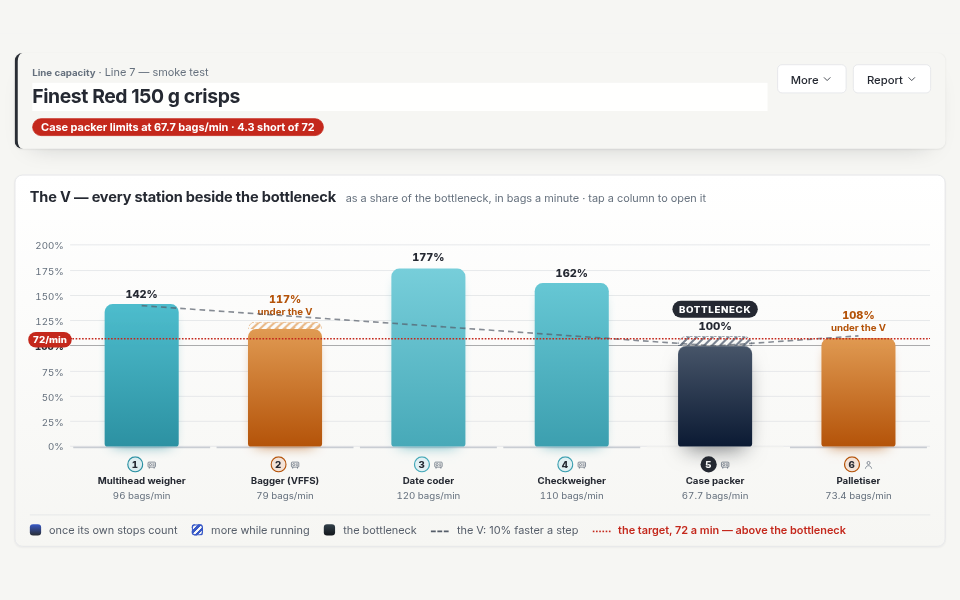 Line capacity · Line 7 — smoke test
Finest Red 150 g crisps
More
Report
Case packer limits at 67.7 bags/min · 4.3 short of 72
The V — every station beside the bottleneck as a share of the bottleneck, in bags a minute · tap a column to open it
200%
175%
150%
125%
72/min
100%
75%
50%
25%
0%
142%
117%
under the V
177%
162%
BOTTLENECK
100%
108%
under the V
1 2 3 4 5 6
Multihead weigher Bagger (VFFS) Date coder Checkweigher Case packer Palletiser
96 bags/min 79 bags/min 120 bags/min 110 bags/min 67.7 bags/min 73.4 bags/min
once its own stops count more while running the bottleneck the V: 10% faster a step the target, 72 a min — above the bottleneck